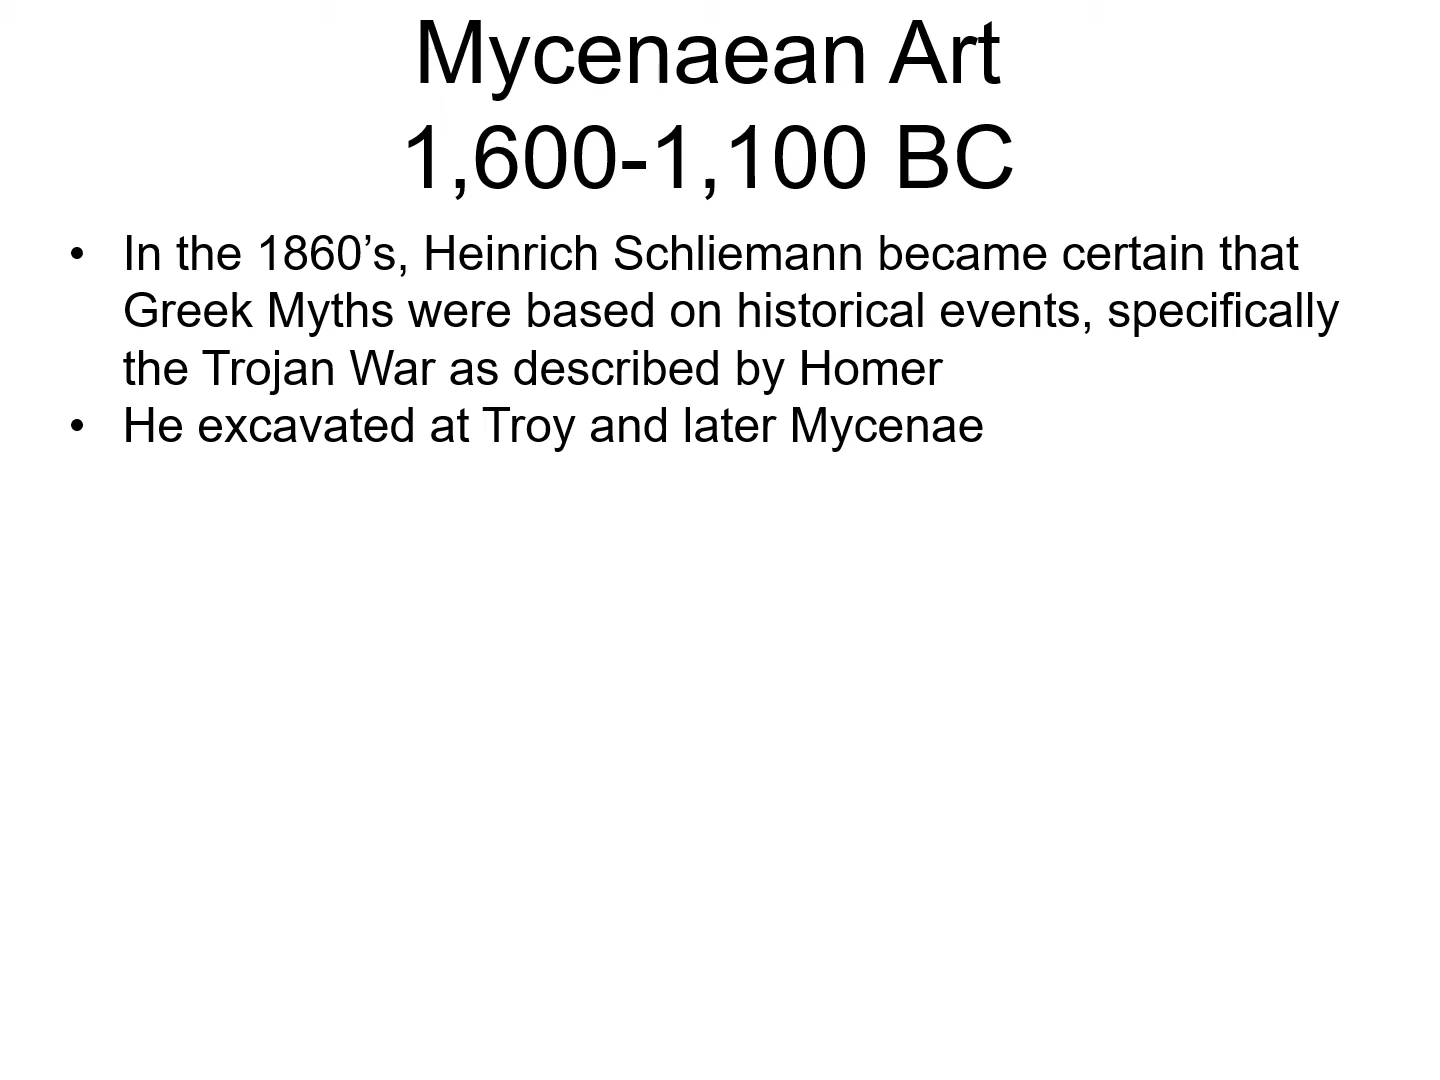 Mycenaean Art
1,600-1,100 BC
• In the 1860’s, Heinrich Schliemann became certain that
Greek Myths were based on historical events, specifically
the Trojan War as described by Homer
• He excavated at Troy and later Mycenae